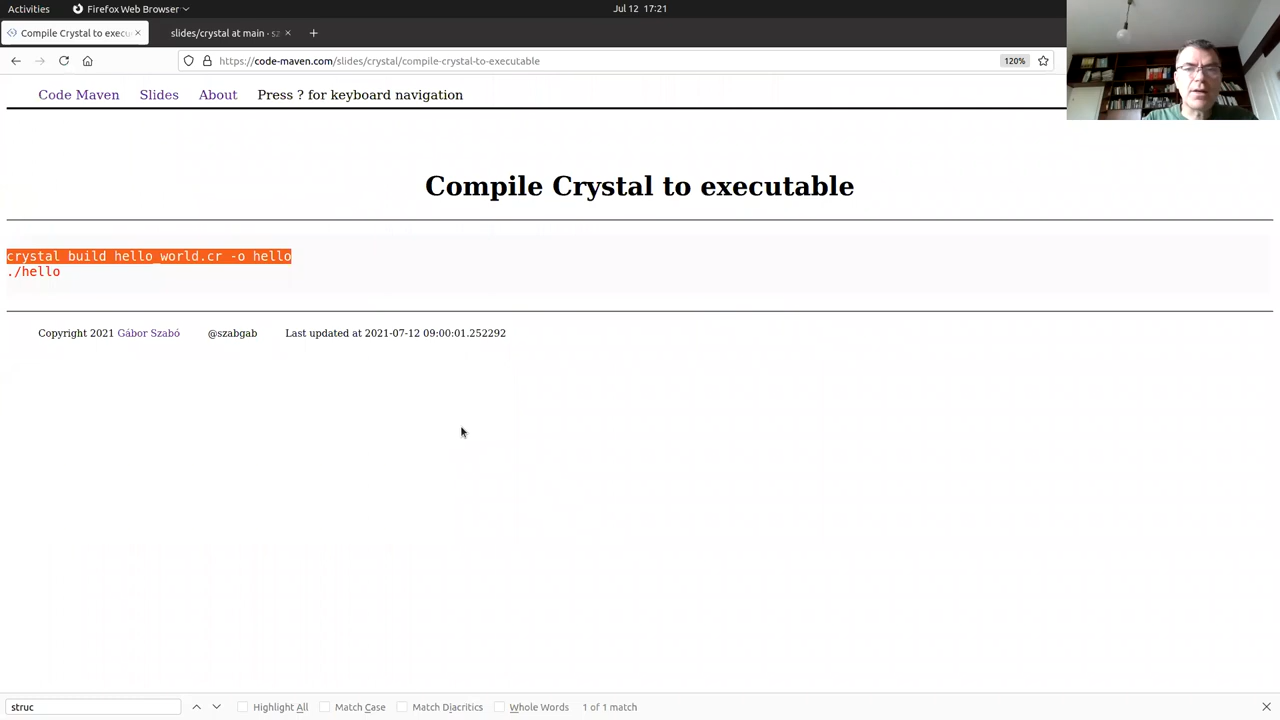 Activities
Firefox Web Browser
Jul 12 17:21
Compile Crystal to execu
slides/crystal at main · sz
https://code-maven.com/slides/crystal/compile-crystal-to-executable
120%
Code Maven Slides About Press ? for keyboard navigation
Compile Crystal to executable
crystal build hello_world.cr -o hello
./hello
Copyright 2021 Gábor Szabó @szabgab Last updated at 2021-07-12 09:00:01.252292
struc
Highlight All Match Case Match Diacritics Whole Words 1 of 1 match